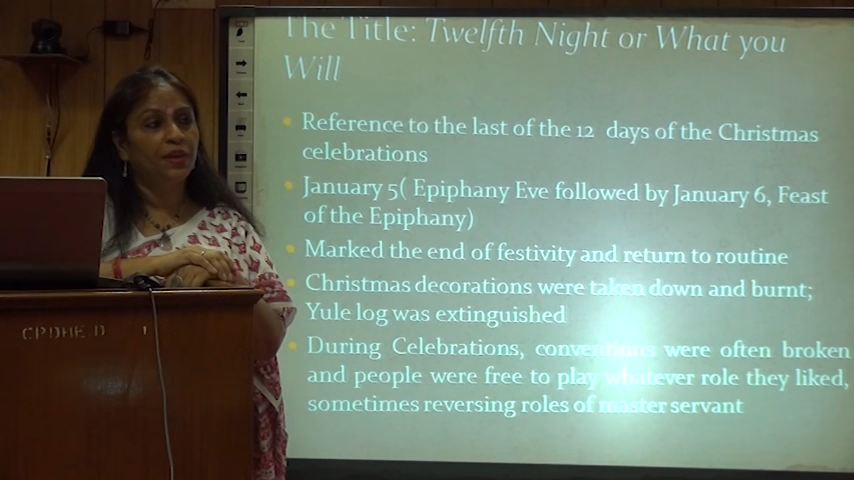 The Title: Twelfth Night or What you
Will
Reference to the last of the 12 days of the Christmas
celebrations
January 5( Epiphany Eve followed by January 6, Feast
of the Epiphany)
Marked the end of festivity and return to routine
Christmas decorations were taken down and burnt;
Yule log was extinguished
During Celebrations, conventions were often broken
and people were free to play whatever role they liked,
sometimes reversing roles of master servant
CPDHE D